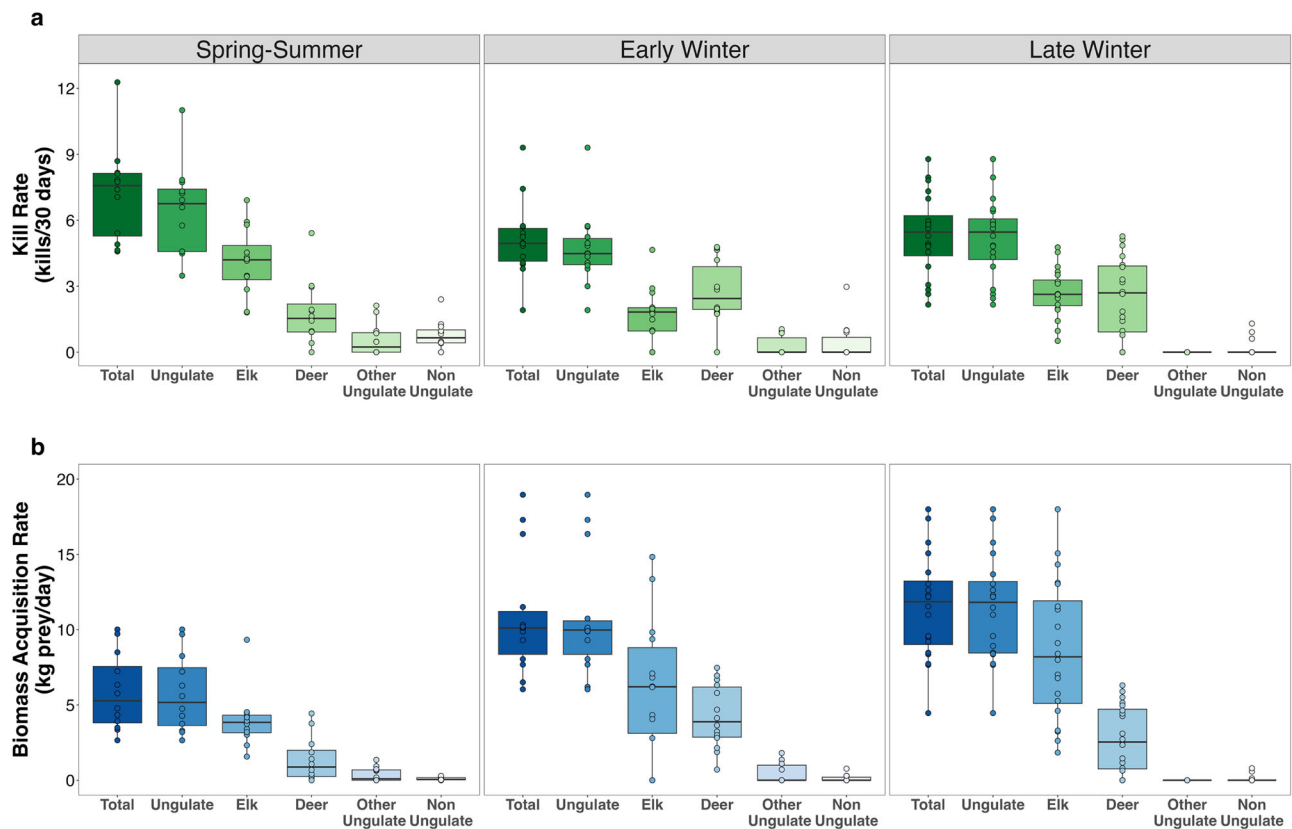 a
Spring-Summer
Early Winter
Late Winter
Kill Rate
(kills/30 days)
12
9
6
3
0
Total Ungulate Elk Deer Other Ungulate Non Ungulate
Total Ungulate Elk Deer Other Ungulate Non Ungulate
Total Ungulate Elk Deer Other Ungulate Non Ungulate
b
Biomass Acquisition Rate
(kg prey/day)
20
15
10
5
0
Total Ungulate Elk Deer Other Ungulate Non Ungulate
Total Ungulate Elk Deer Other Ungulate Non Ungulate
Total Ungulate Elk Deer Other Ungulate Non Ungulate